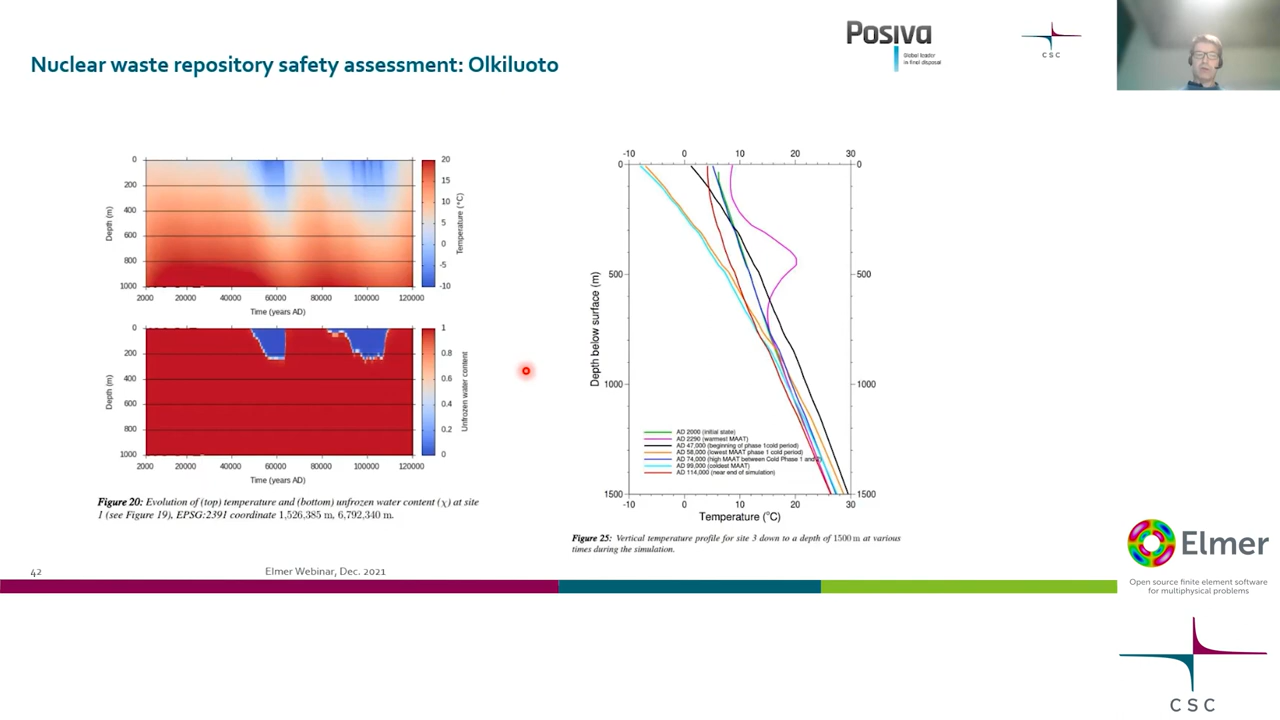 Nuclear waste repository safety assessment: Olkiluoto
Posiva
Global leader
in final disposal
CSC
0
200
400
600
800
1000
Depth (m)
2000 20000 40000 60000 80000 100000 120000
Time (years AD)
20
15
10
5
0
-5
-10
Temperature (°C)
0
200
400
600
800
1000
Depth (m)
2000 20000 40000 60000 80000 100000 120000
Time (years AD)
1
0.8
0.6
0.4
0.2
0
Unfrozen water content
Figure 20: Evolution of (top) temperature and (bottom) unfrozen water content (χ) at site
1 (see Figure 19), EPSG:2391 coordinate 1,526,385 m, 6,792,340 m.
-10 0 10 20 30
0 0
500 500
1000 1000
1500 1500
Depth below surface (m)
AD 2000 (initial state)
AD 2290 (warmest MAAT)
AD 47,000 (beginning of phase 1cold period)
AD 58,000 (lowest MAAT phase 1 cold period)
AD 74,000 (high MAAT between Cold Phase 1 and 2)
AD 99,000 (coldest MAAT)
AD 114,000 (near end of simulation)
-10 0 10 20 30
Temperature (°C)
Figure 25: Vertical temperature profile for site 3 down to a depth of 1500 m at various
times during the simulation.
42
Elmer Webinar, Dec. 2021
Elmer
Open source finite element software
for multiphysical problems
CSC